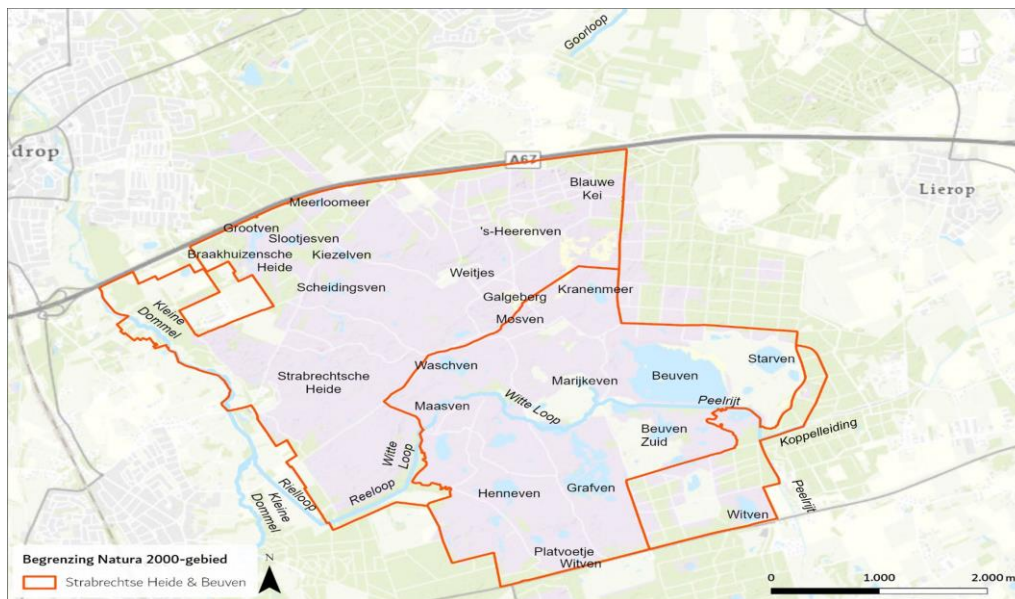 Goorloop
drop
A67
Lierop
Blauwe
Kei
Meerloomeer
Grootven
Slootjesven
's-Heerenven
Braakhuizensche
Heide
Kiezelven
Weitjes
Scheidingsven
Galgeberg
Kranenmeer
Kleine
Dommel
Mosven
Waschven
Starven
Strabrechtsche
Heide
Marijkeven
Beuven
Maasven
Witte Loop
Peelrijt
Beuven
Zuid
Koppelleiding
Witte
Loop
Reeloop
Rielloop
Kleine
Dommel
Henneven
Grafven
Peelrijt
Witven
Platvoetje
Witven
Begrenzing Natura 2000-gebied
Strabrechtse Heide & Beuven
N
0 1.000 2.000 m